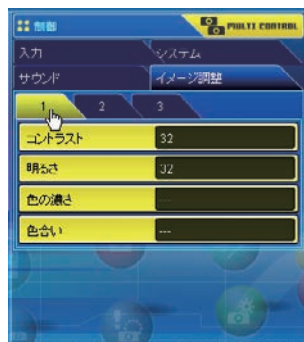 制御 MULTI CONTROL
入力 システム
サウンド イメージ調整
1 2 3
コントラスト 32
明るさ 32
色の濃さ ---
色合い ---